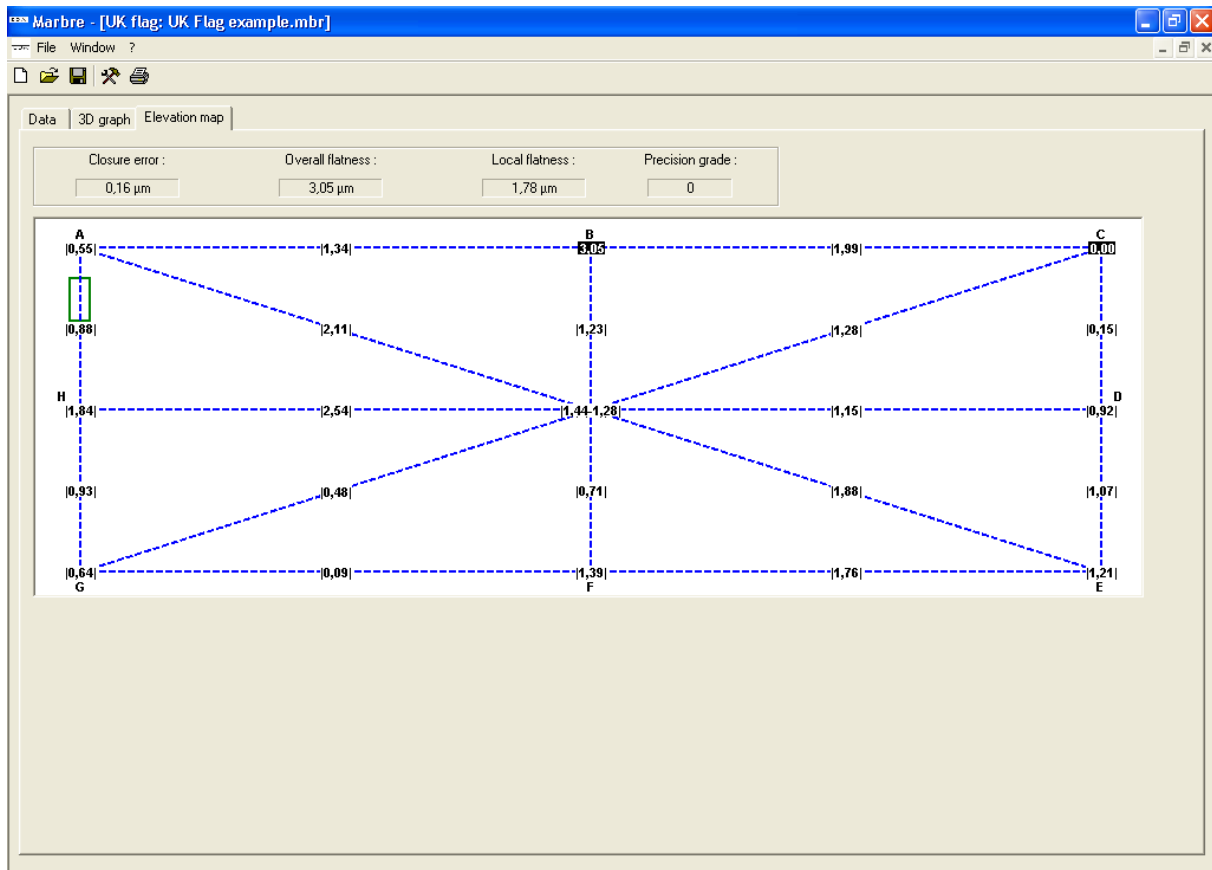 Marbre - [UK flag: UK Flag example.mbr]
File Window ?
Data 3D graph Elevation map
Closure error : Overall flatness : Local flatness : Precision grade :
0,16 µm 3,05 µm 1,78 µm 0
A B C
|0,55| |1,34| 3,05 |1,99| 0,00
|0,88| |2,11| |1,23| |1,28| |0,15|
H D
|1,84| |2,54| |1,44-1,28| |1,15| |0,92|
|0,93| |0,48| |0,71| |1,88| |1,07|
|0,64| |0,09| |1,39| |1,76| |1,21|
G F E